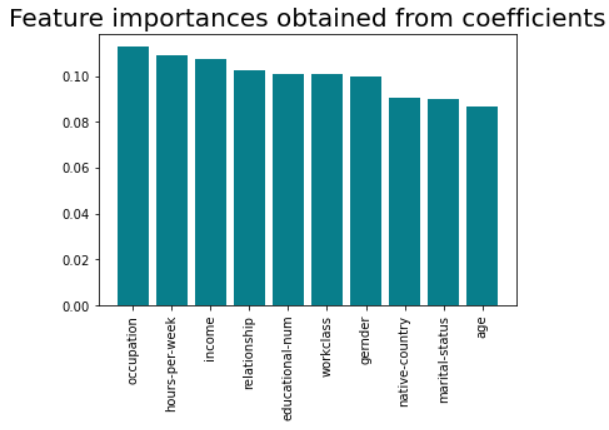 Feature importances obtained from coefficients
0.10
0.08
0.06
0.04
0.02
0.00
occupation
hours-per-week
income
relationship
educational-num
workclass
gernder
native-country
marital-status
age